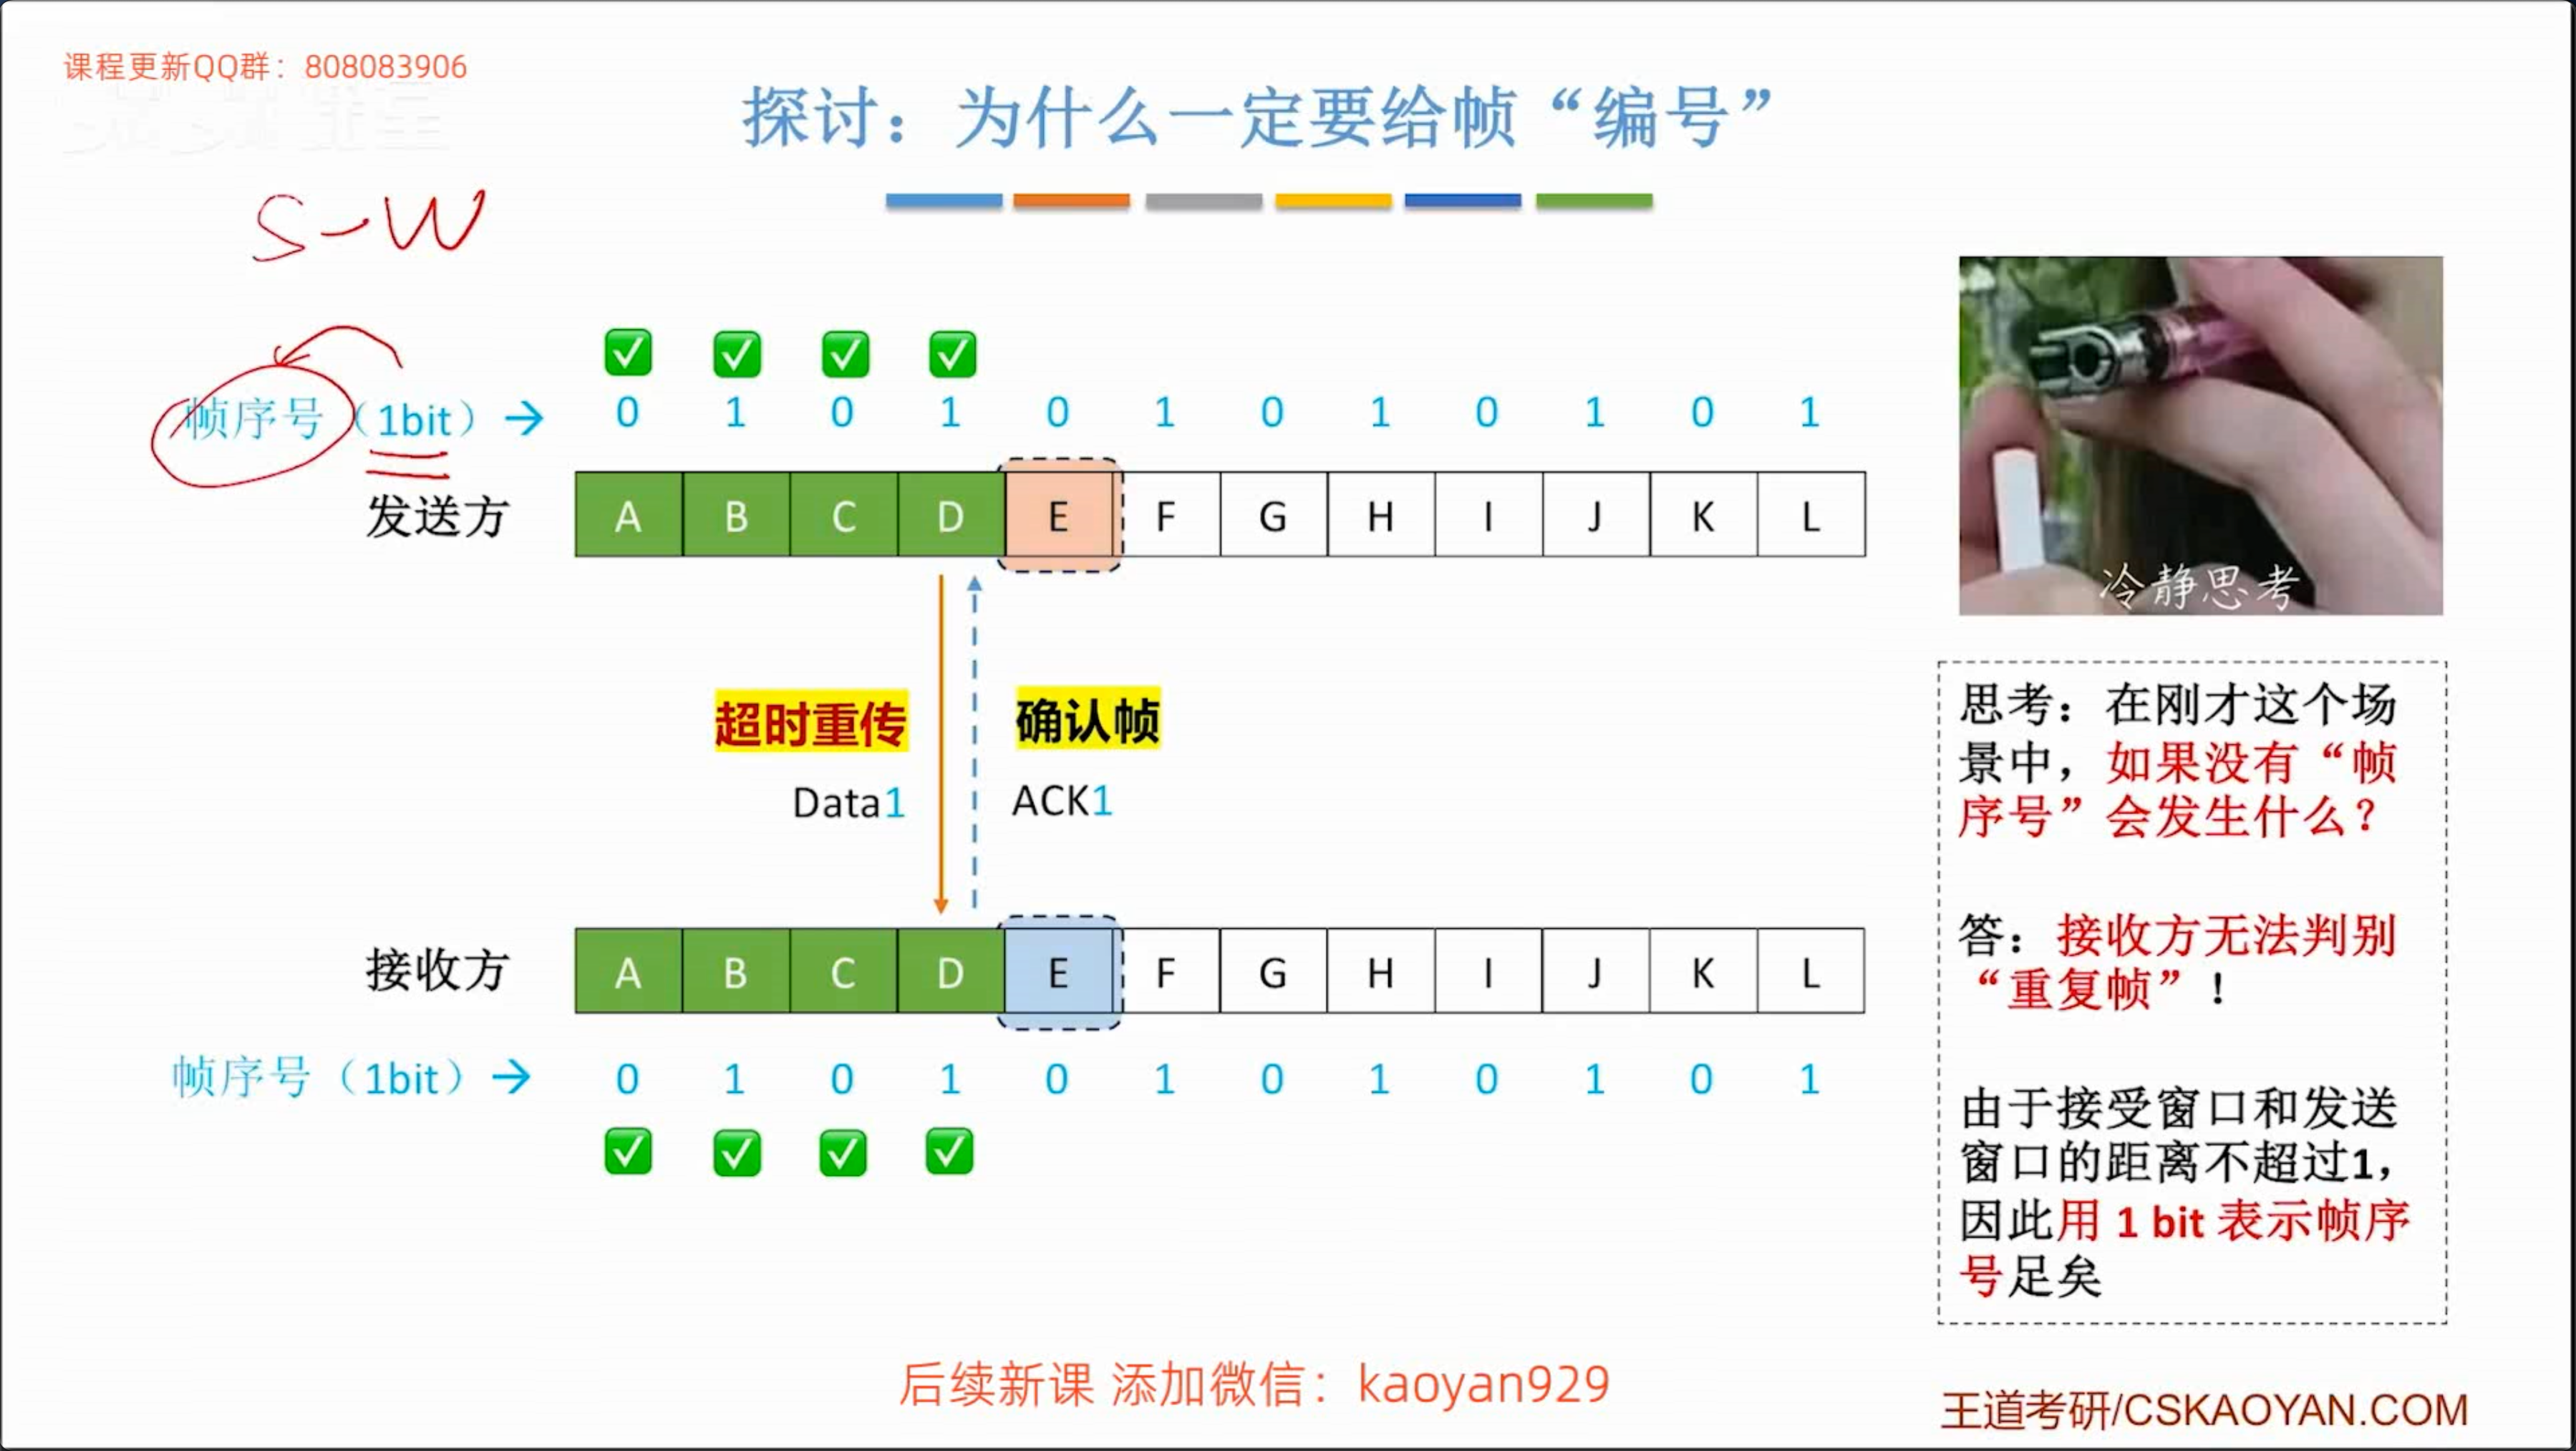 课程更新QQ群：808083906
探讨：为什么一定要给帧“编号”
S-W
帧序号（1bit）→
0 1 0 1 0 1 0 1 0 1 0 1
发送方
A B C D E F G H I J K L
超时重传
确认帧
Data1
ACK1
接收方
A B C D E F G H I J K L
帧序号（1bit）→
0 1 0 1 0 1 0 1 0 1 0 1
冷静思考
思考：在刚才这个场
景中，如果没有“帧
序号”会发生什么？
答：接收方无法判别
“重复帧”！
由于接受窗口和发送
窗口的距离不超过1，
因此用 1 bit 表示帧序
号足矣
后续新课 添加微信：kaoyan929
王道考研/CSKAOYAN.COM